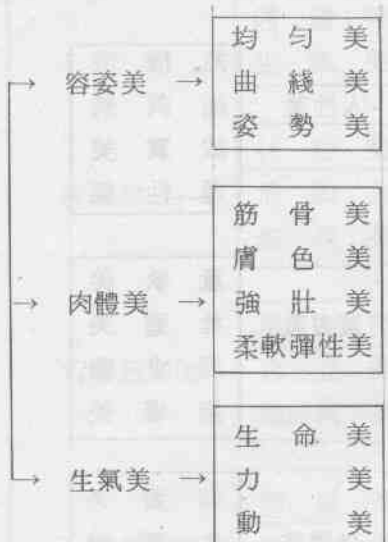 容姿美 → 均勻美
曲綫美
姿勢美
肉體美 → 筋骨美
膚色美
強壯美
柔軟彈性美
生氣美 → 生命美
力美
動美